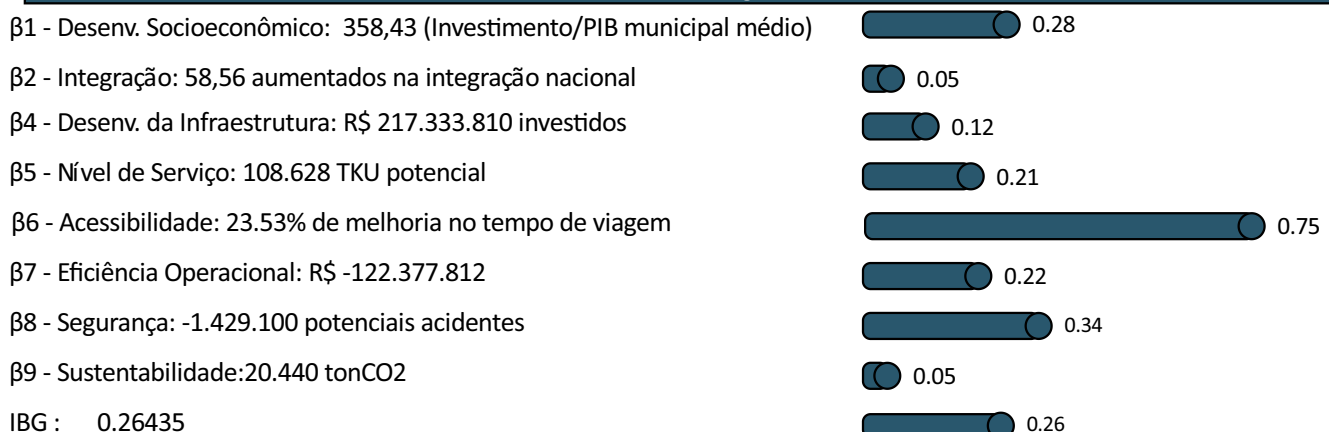 β1 - Desenv. Socioeconômico: 358,43 (Investimento/PIB municipal médio) 0.28
β2 - Integração: 58,56 aumentados na integração nacional 0.05
β4 - Desenv. da Infraestrutura: R$ 217.333.810 investidos 0.12
β5 - Nível de Serviço: 108.628 TKU potencial 0.21
β6 - Acessibilidade: 23.53% de melhoria no tempo de viagem 0.75
β7 - Eficiência Operacional: R$ -122.377.812 0.22
β8 - Segurança: -1.429.100 potenciais acidentes 0.34
β9 - Sustentabilidade:20.440 tonCO2 0.05
IBG : 0.26435 0.26